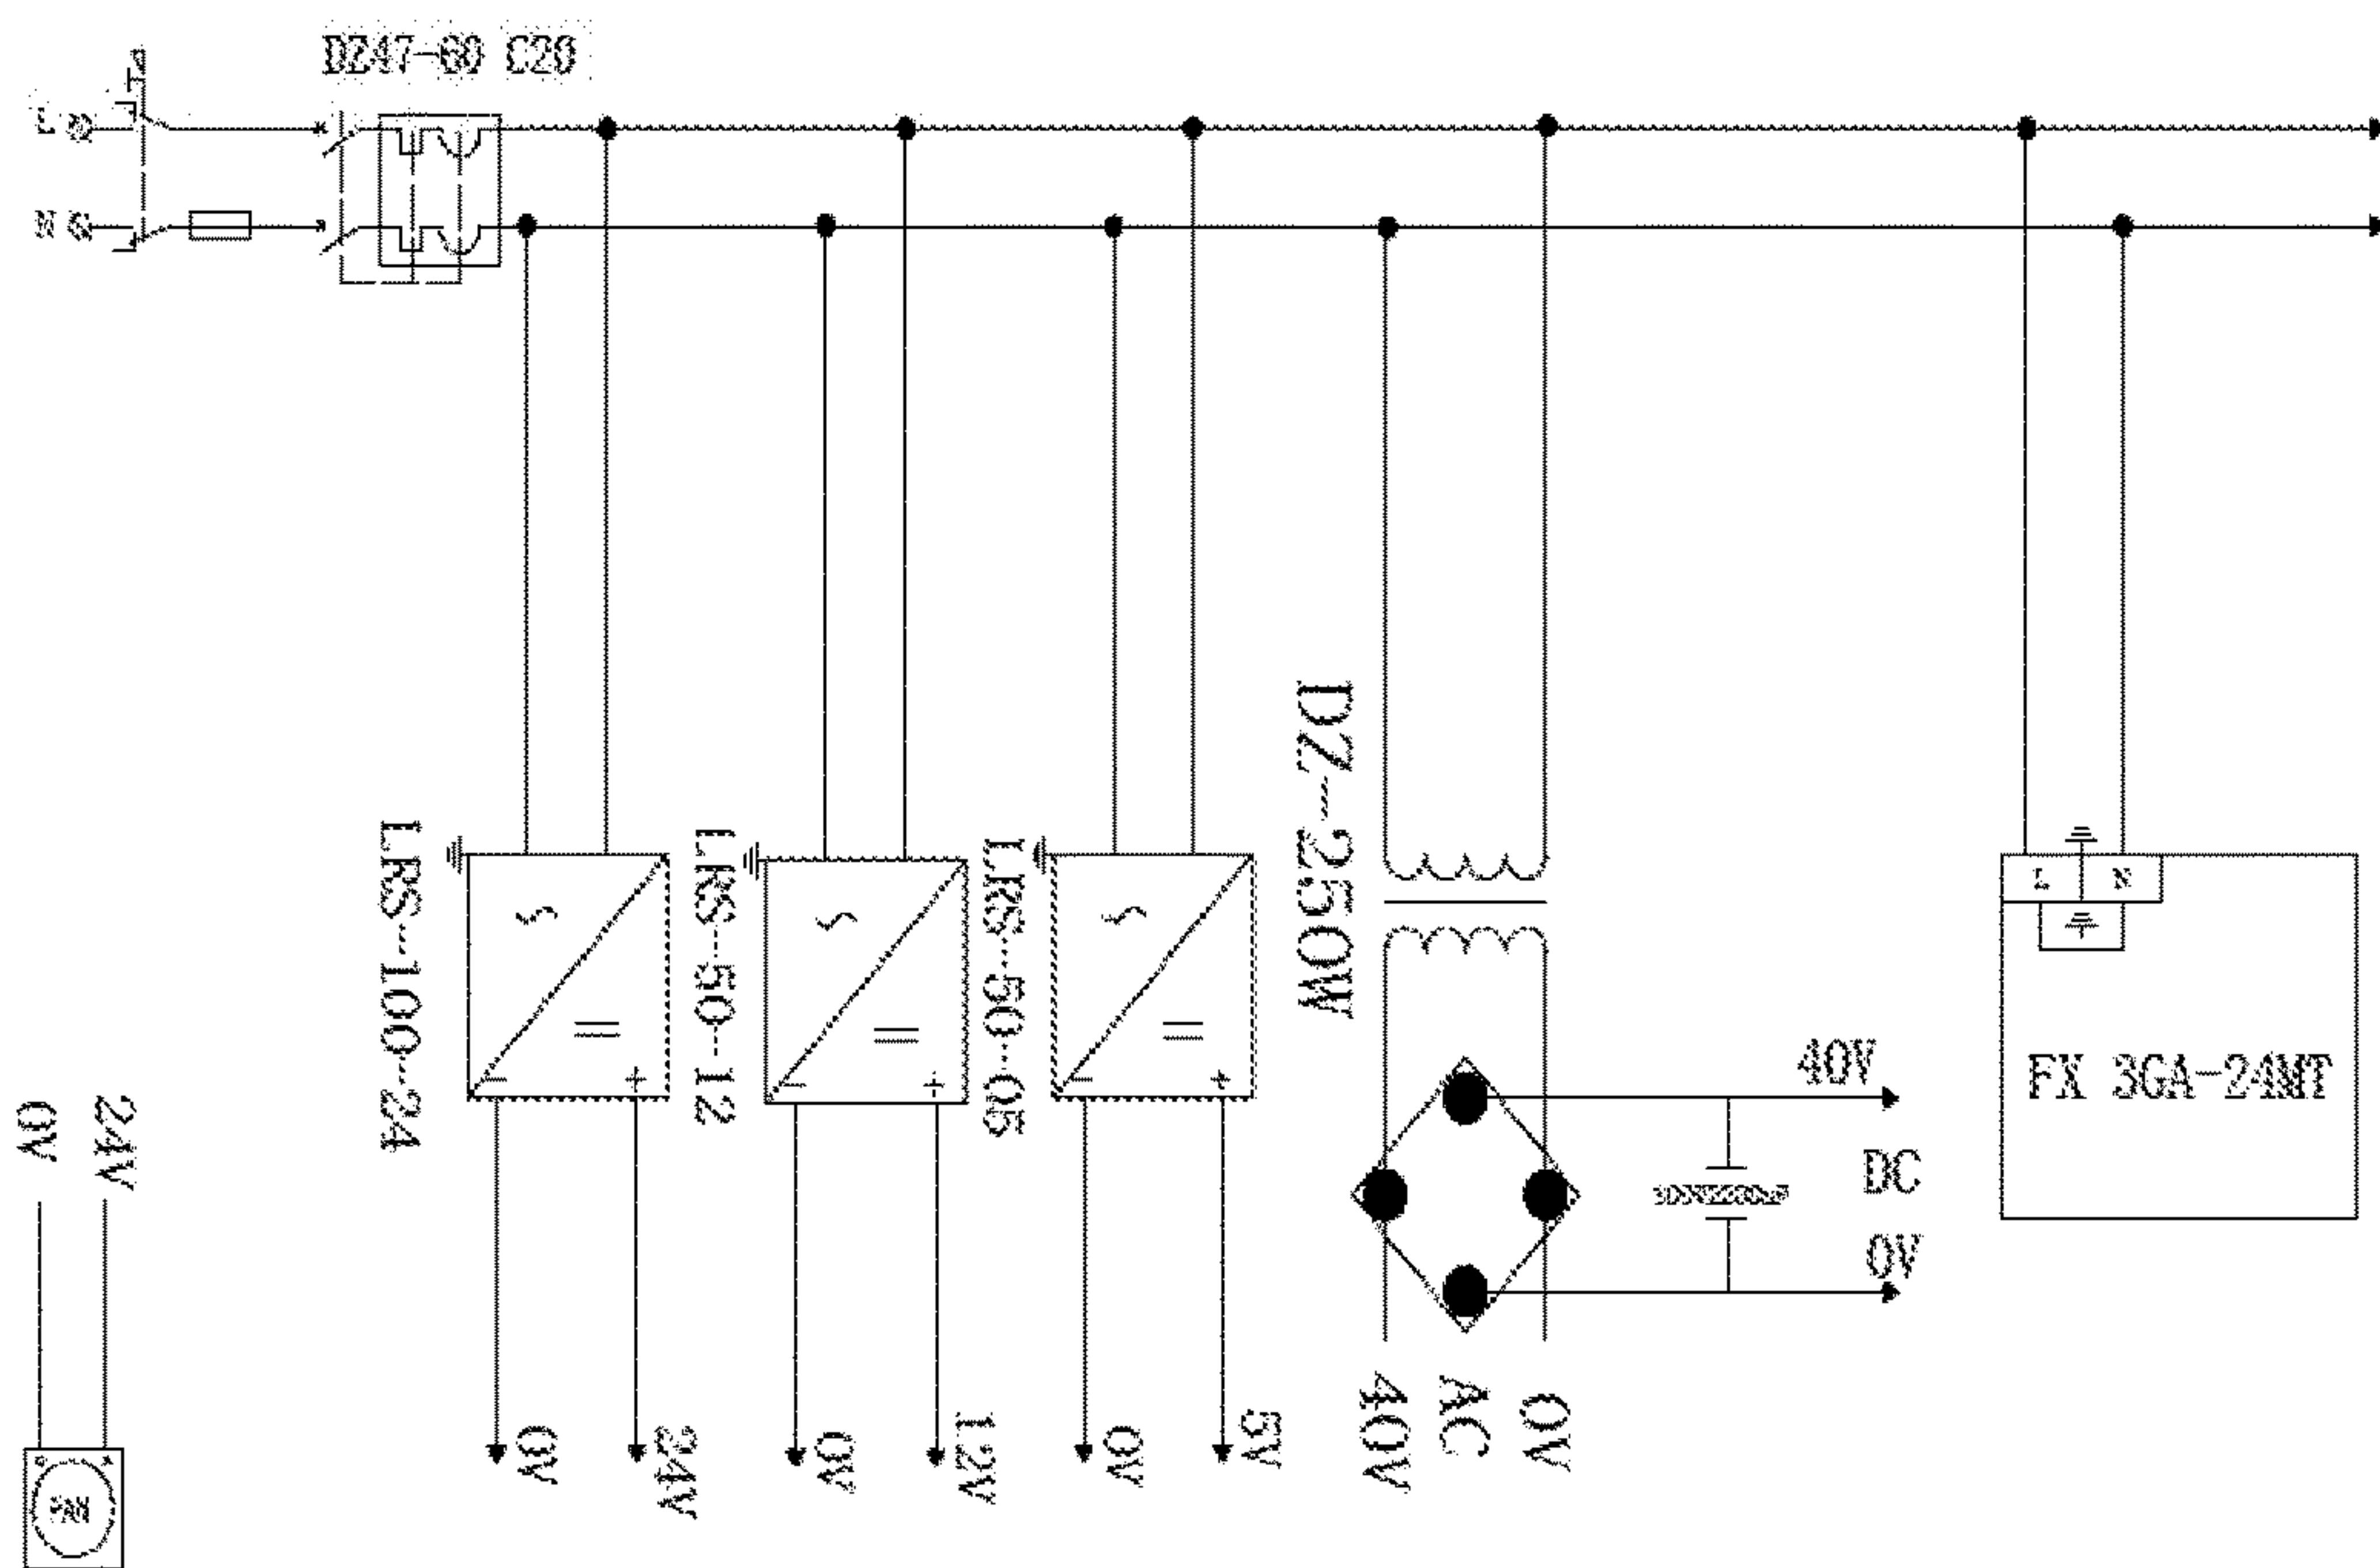 DZ47-60 C20
L
N
LRS-100-24
LRS-50-12
LRS-50-05
DZ-250W
L
N
FX 3GA-24MT
40V
DC
0V
0V
24V
0V
24V
0V
12V
0V
5V
40V
AC
0V